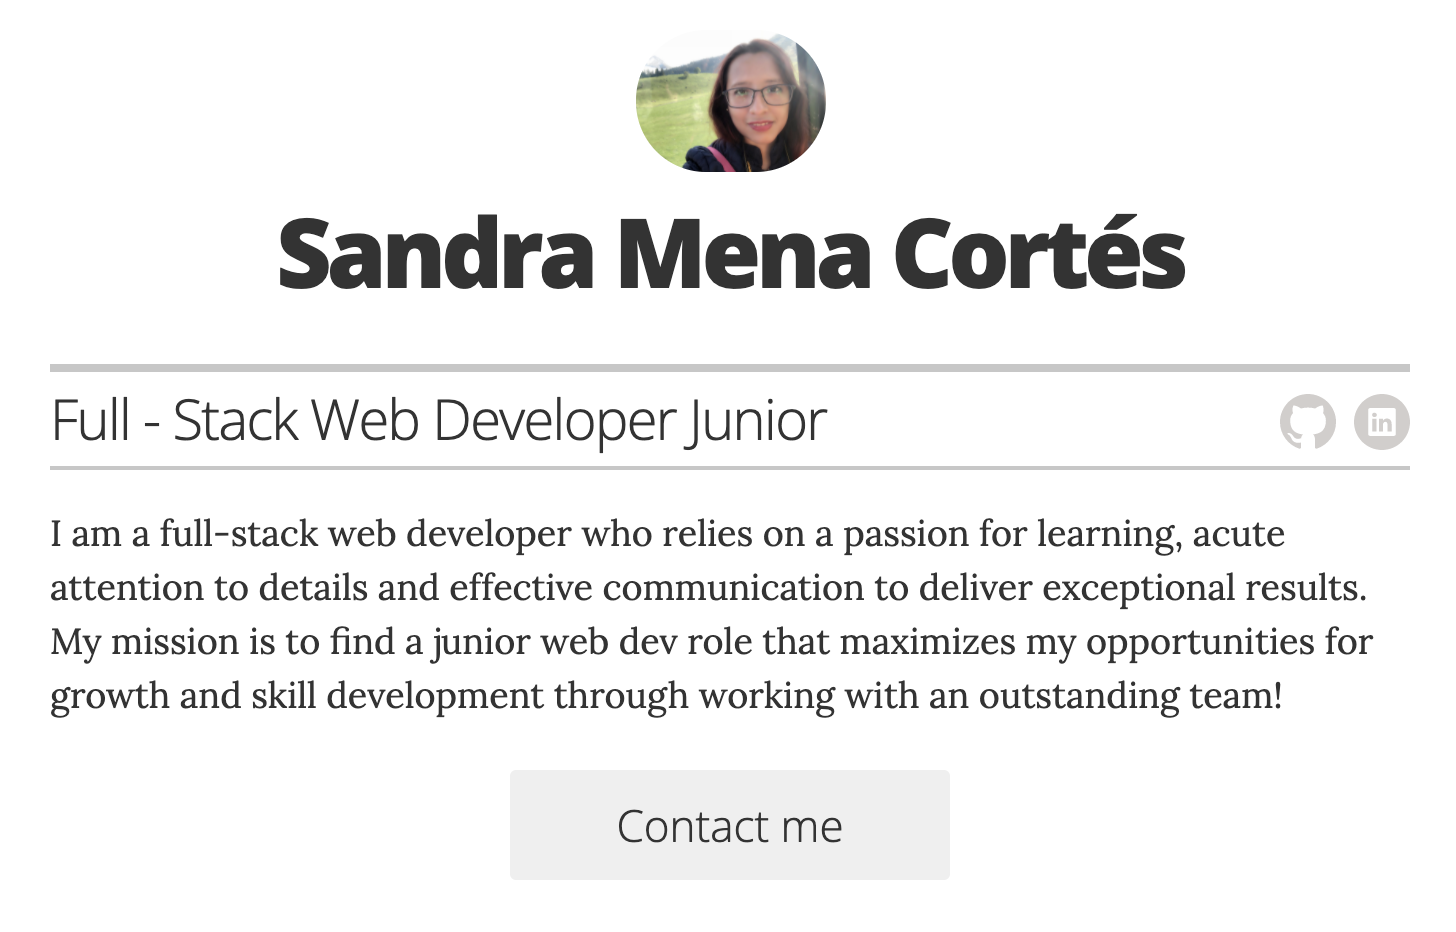 Sandra Mena Cortés
Full - Stack Web Developer Junior
in
I am a full-stack web developer who relies on a passion for learning, acute
attention to details and effective communication to deliver exceptional results.
My mission is to find a junior web dev role that maximizes my opportunities for
growth and skill development through working with an outstanding team!
Contact me